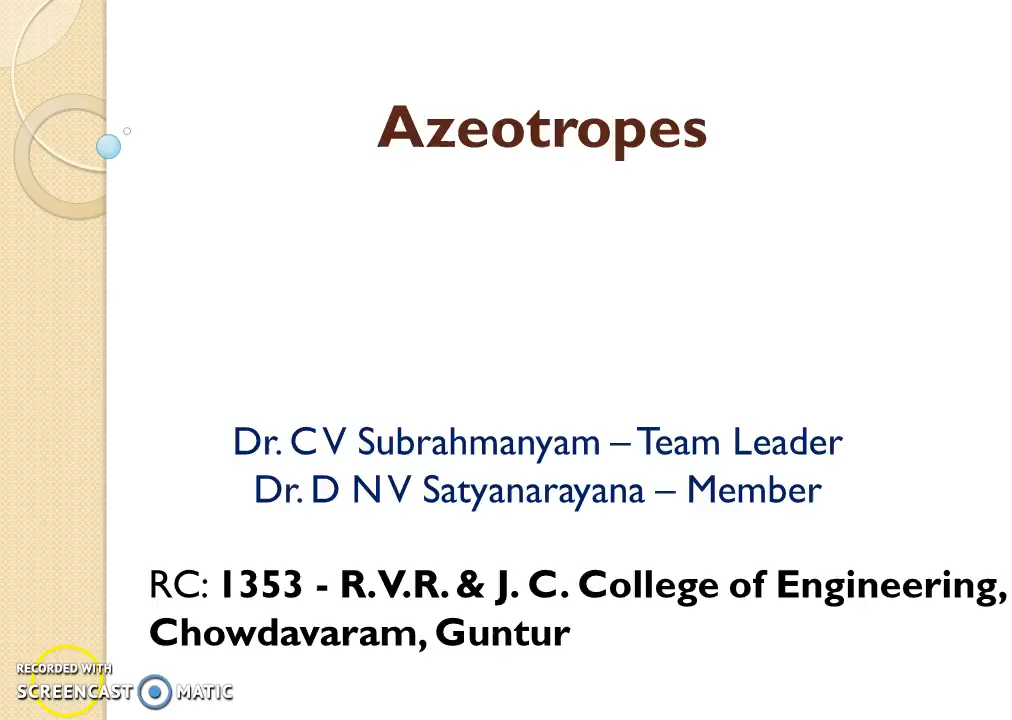 Azeotropes
Dr. C V Subrahmanyam – Team Leader
Dr. D N V Satyanarayana – Member
RC: 1353 - R.V.R. & J. C. College of Engineering,
Chowdavaram, Guntur
RECORDED WITH
SCREENCAST MATIC